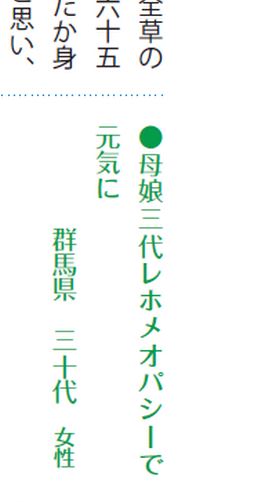 全草の
六十五
たか身
と思い、
●母娘三代レホメオパシーで
元気に
群馬県　三十代　女性